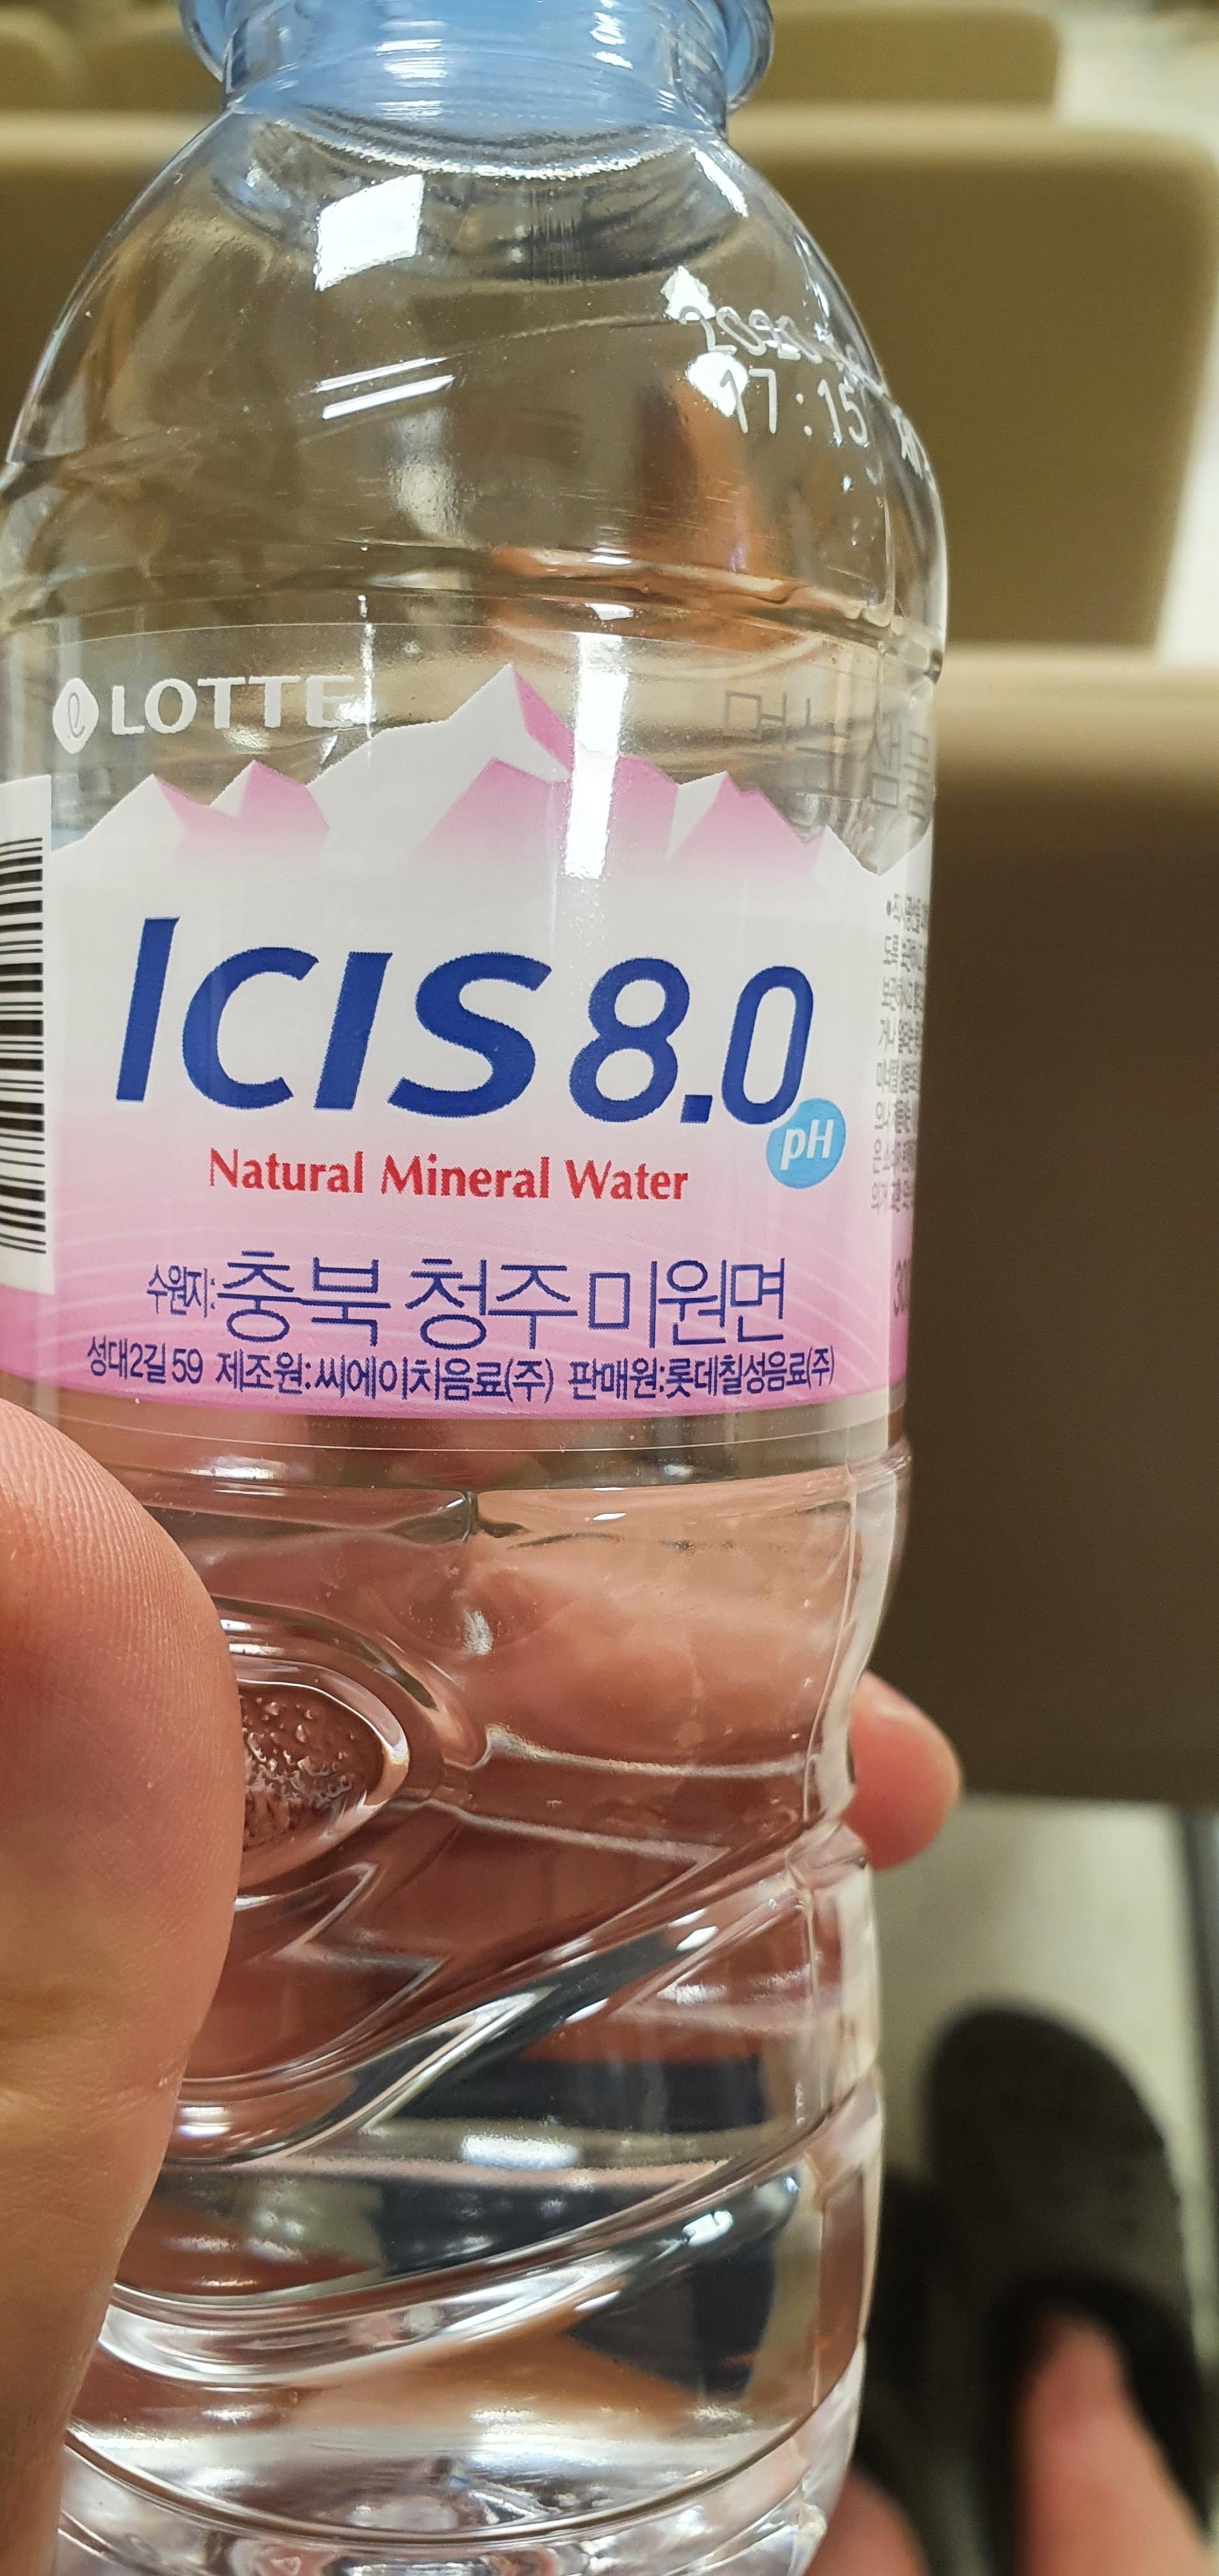 17:15
LOTTE
ICIS 8.0
pH
Natural Mineral Water
수원지:충북 청주 미원면
성대2길 59 제조원:씨에이치음료(주) 판매원:롯데칠성음료(주)